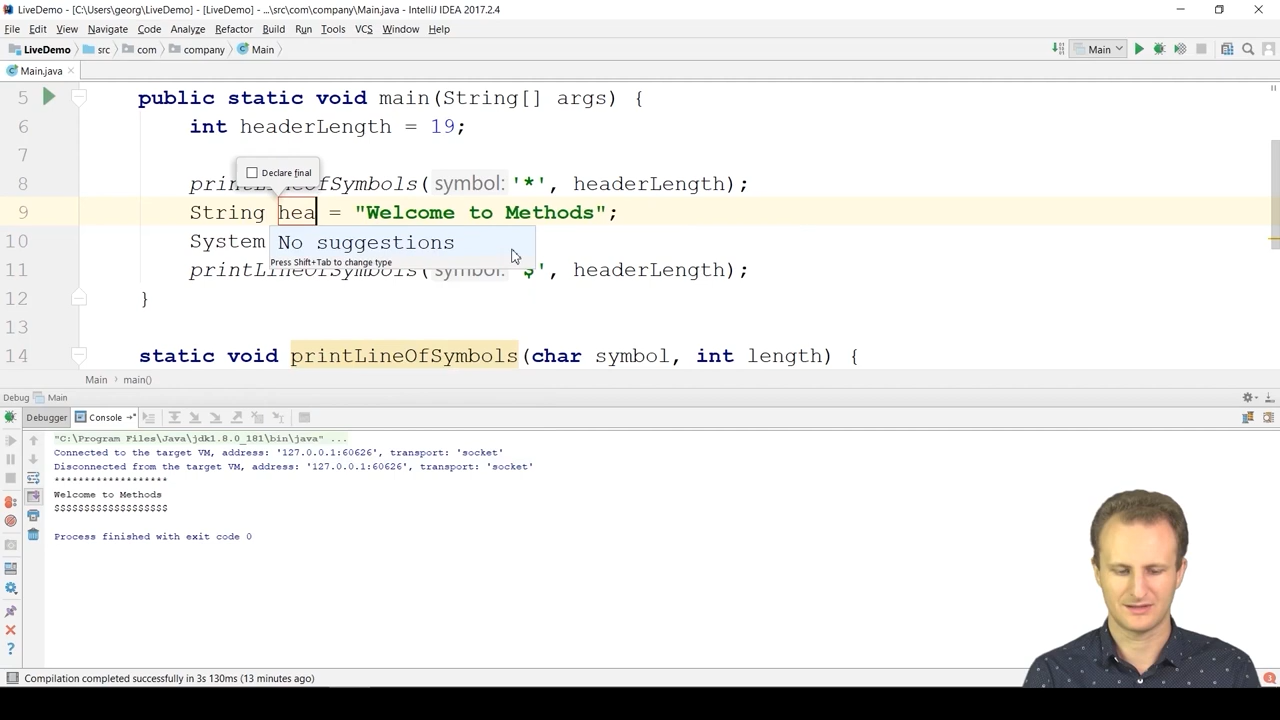 LiveDemo - [C:\Users\georg\LiveDemo] - [LiveDemo] - ...\src\com\company\Main.java - IntelliJ IDEA 2017.2.4
File Edit View Navigate Code Analyze Refactor Build Run Tools VCS Window Help
LiveDemo src com company Main Main
Main.java
5 public static void main(String[] args) {
6 int headerLength = 19;
7
Declare final
8 printLineOfSymbols( symbol: '*', headerLength);
9 String hea = "Welcome to Methods";
10 System No suggestions
Press Shift+Tab to change type
11 printLineOfSymbols( symbol: '$', headerLength);
12 }
13
14 static void printLineOfSymbols(char symbol, int length) {
Main main()
Debug Main
Debugger Console
"C:\Program Files\Java\jdk1.8.0_181\bin\java" ...
Connected to the target VM, address: '127.0.0.1:60626', transport: 'socket'
Disconnected from the target VM, address: '127.0.0.1:60626', transport: 'socket'
*******************
Welcome to Methods
$$$$$$$$$$$$$$$$$$$
Process finished with exit code 0
Compilation completed successfully in 3s 130ms (13 minutes ago)